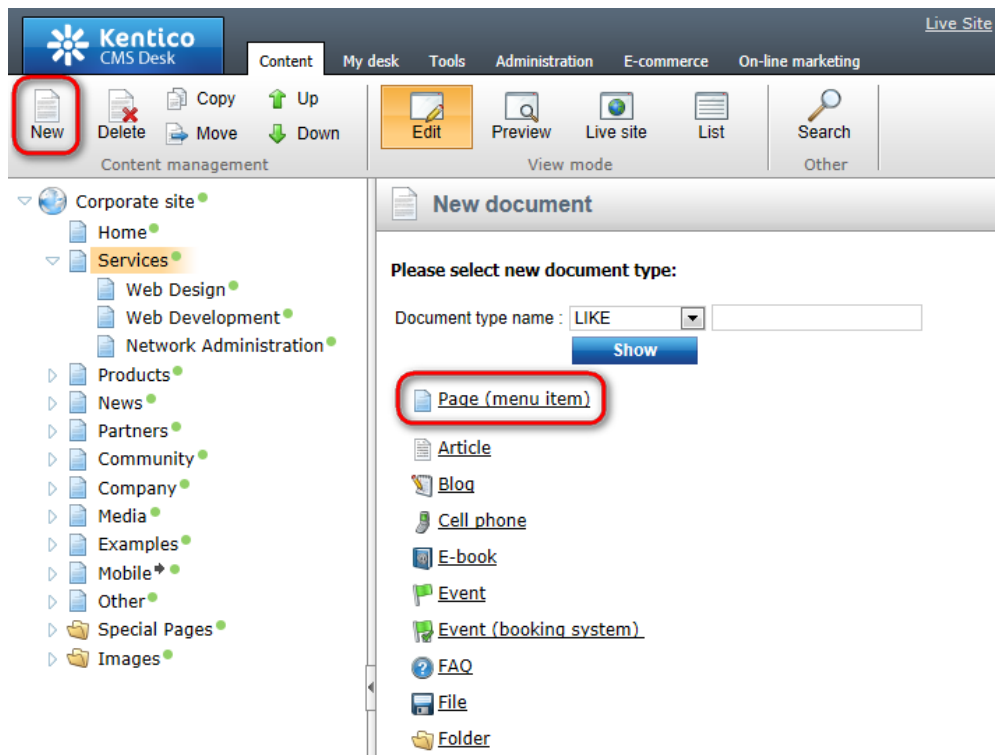 Live Site
Kentico
CMS Desk
Content My desk Tools Administration E-commerce On-line marketing
New Delete Copy Move Up Down
Content management
Edit Preview Live site List
View mode
Search
Other
Corporate site
Home
Services
Web Design
Web Development
Network Administration
Products
News
Partners
Community
Company
Media
Examples
Mobile
Other
Special Pages
Images
New document
Please select new document type:
Document type name : LIKE
Show
Page (menu item)
Article
Blog
Cell phone
E-book
Event
Event (booking system)
FAQ
File
Folder